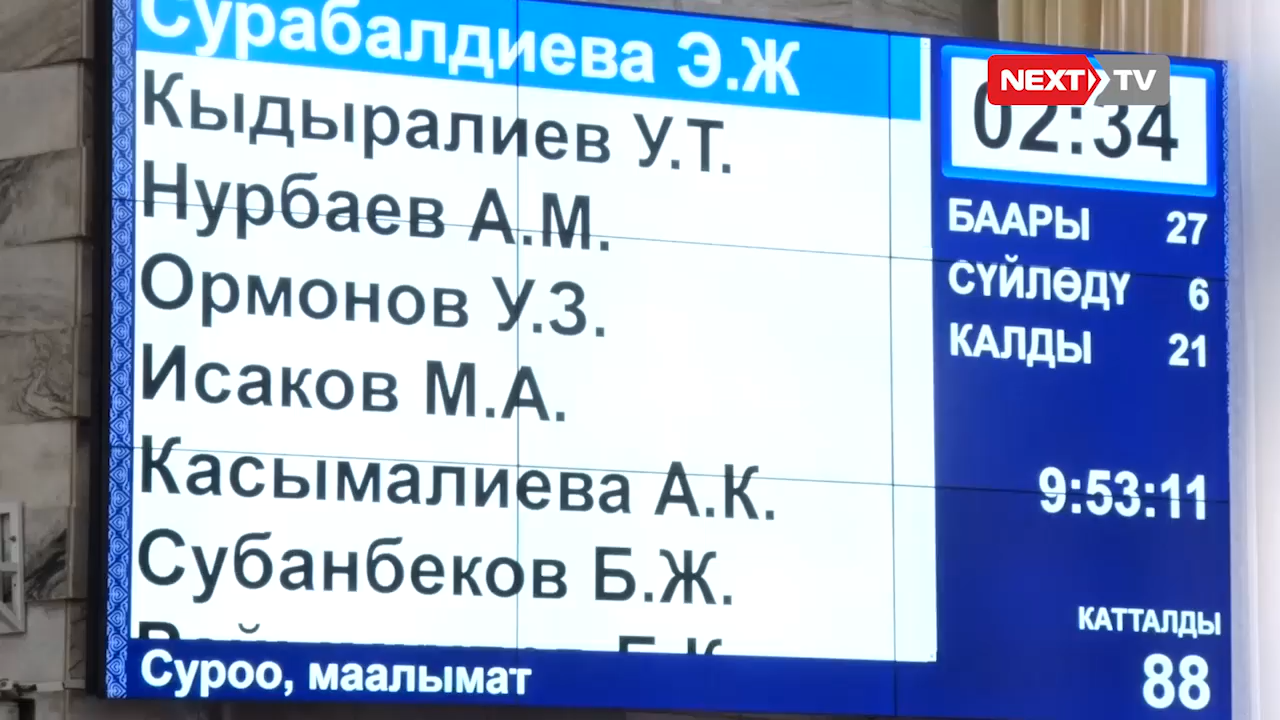 Сурабалдиева Э.Ж
Кыдыралиев У.Т.
Нурбаев А.М.
Ормонов У.З.
Исаков М.А.
Касымалиева А.К.
Субанбеков Б.Ж.
Суроо, маалымат
NEXT TV
02:34
БААРЫ 27
СҮЙЛӨДҮ 6
КАЛДЫ 21
9:53:11
КАТТАЛДЫ
88